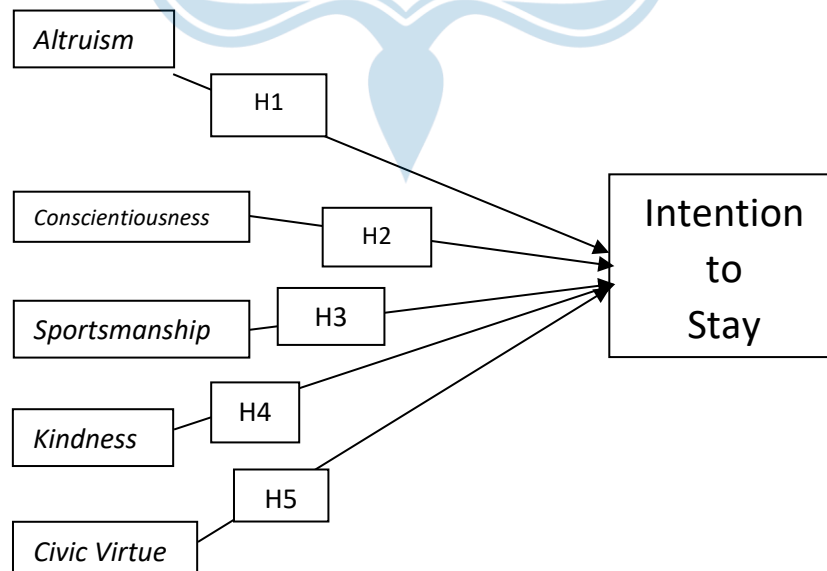 Altruism
H1
Conscientiousness
H2
Intention
to
Stay
Sportsmanship
H3
Kindness
H4
Civic Virtue
H5